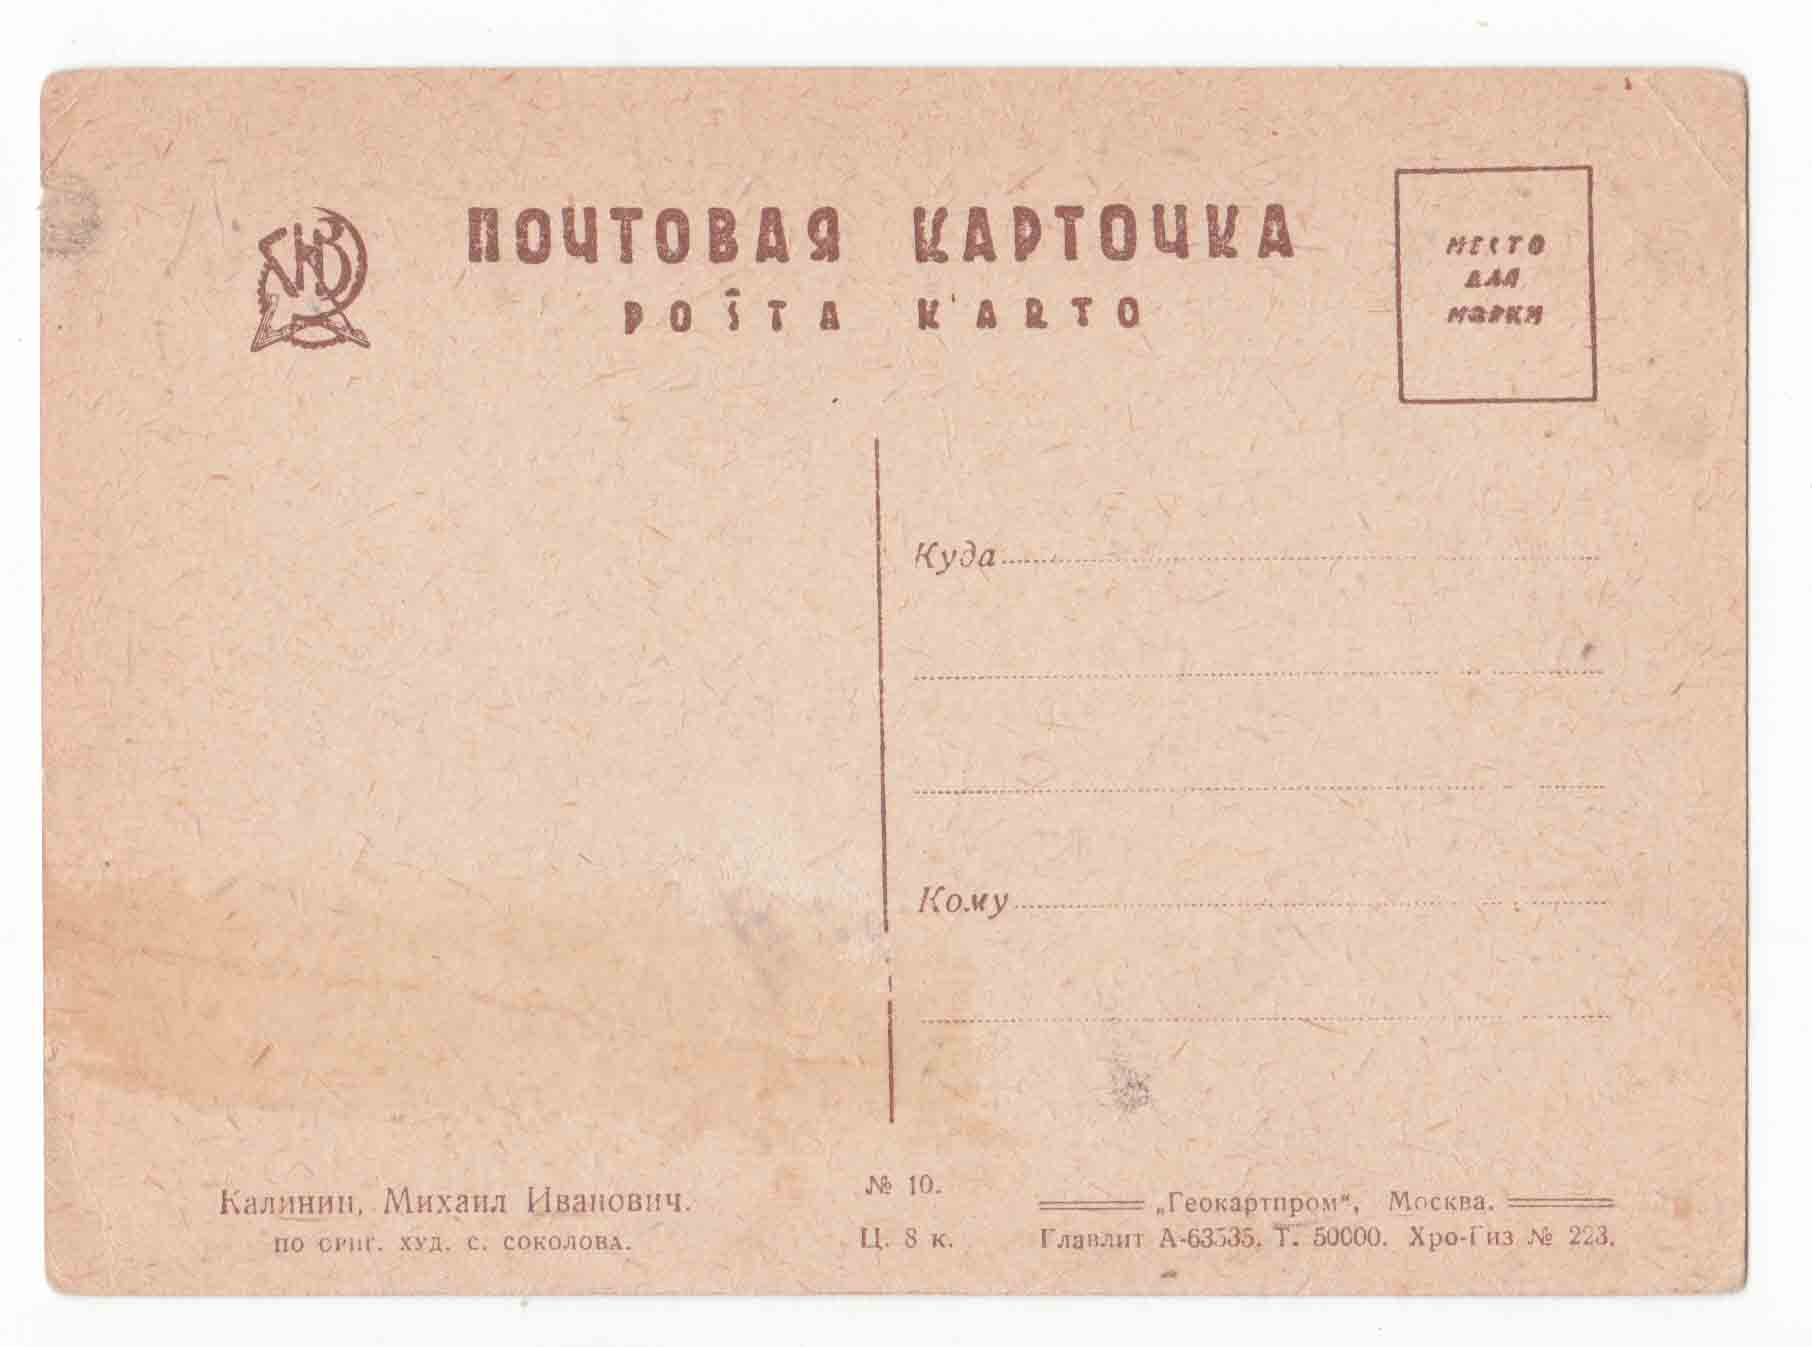 ПОЧТОВАЯ КАРТОЧКА
POŜTA KARTO
МЕСТО
ДЛЯ
МАРКИ
Куда
Кому
Калинин, Михаил Иванович.
ПО ОРИГ. ХУД. С. СОКОЛОВА.
№ 10.
Ц. 8 к.
„Геокартпром“, Москва.
Главлит А-63535. Т. 50000. Хро-Гиз № 223.